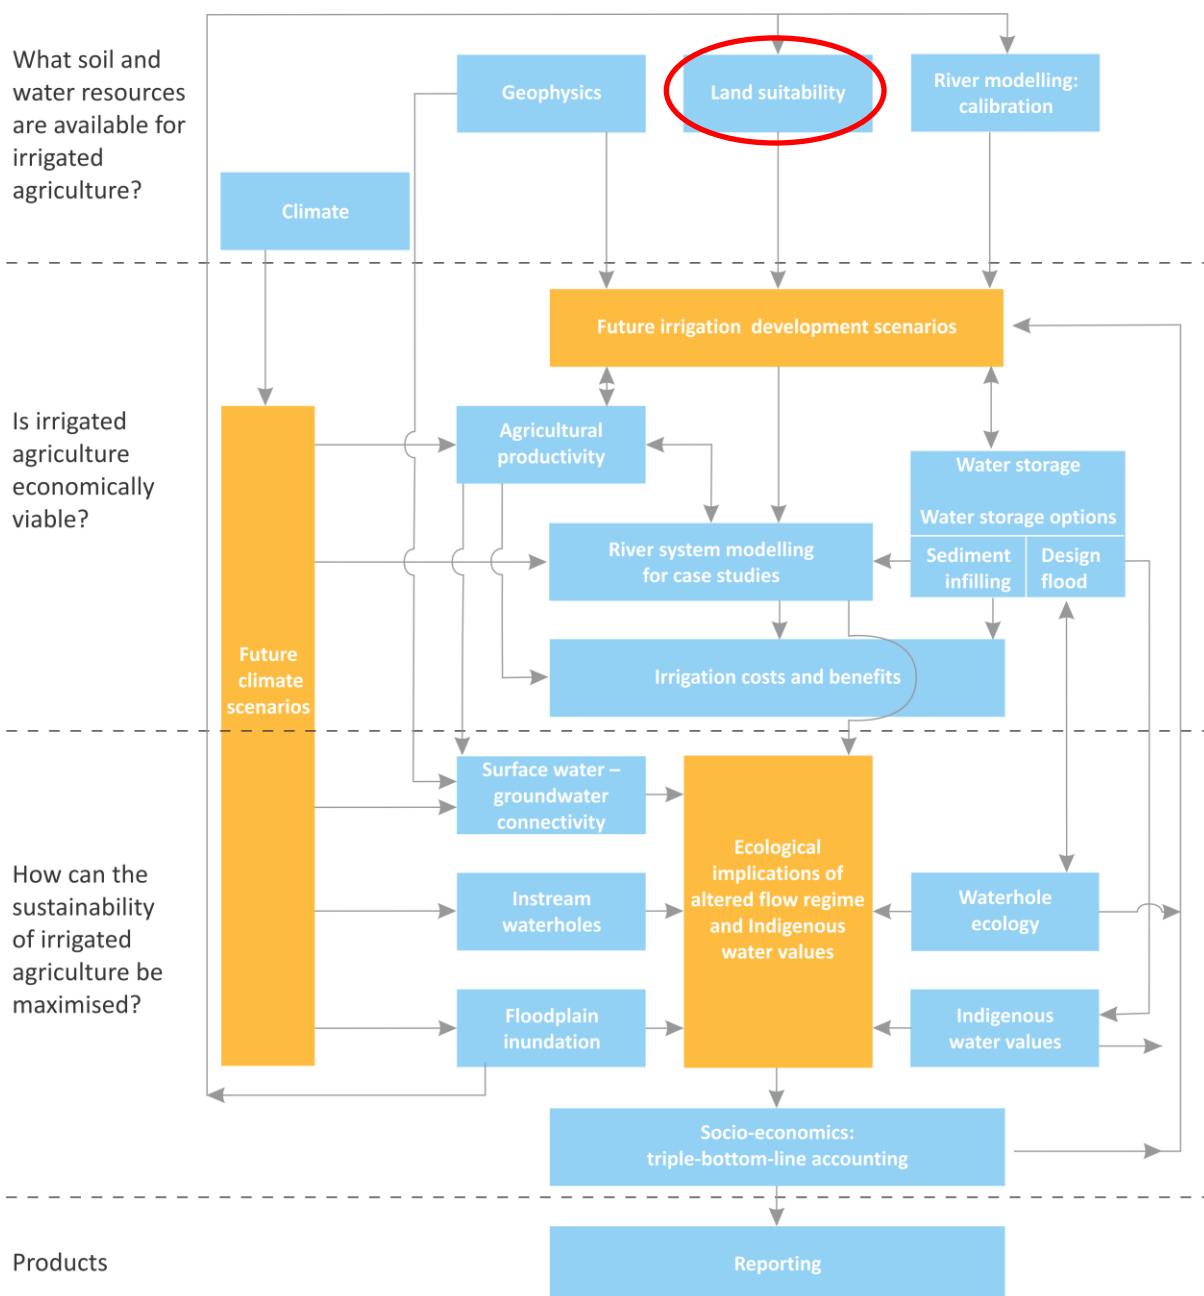 What soil and
water resources
are available for
irrigated
agriculture?
Geophysics
Land suitability
River modelling:
calibration
Climate
Future irrigation development scenarios
Is irrigated
agriculture
economically
viable?
Agricultural
productivity
Water storage
Water storage options
Sediment
infilling
Design
flood
River system modelling
for case studies
Future
climate
scenarios
Irrigation costs and benefits
How can the
sustainability
of irrigated
agriculture be
maximised?
Surface water –
groundwater
connectivity
Ecological
implications of
altered flow regime
and Indigenous
water values
Instream
waterholes
Waterhole
ecology
Floodplain
inundation
Indigenous
water values
Socio-economics:
triple-bottom-line accounting
Products
Reporting